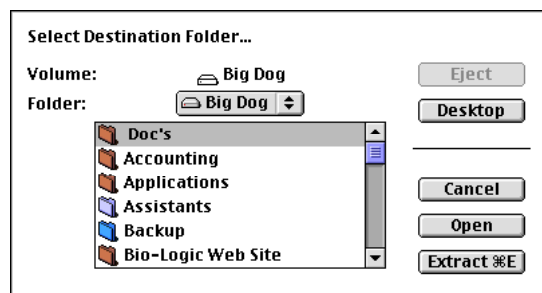 Select Destination Folder...
Volume: Big Dog
Eject
Folder: Big Dog
Desktop
Doc's
Accounting
Applications
Assistants
Cancel
Backup
Open
Bio-Logic Web Site
Extract ⌘E